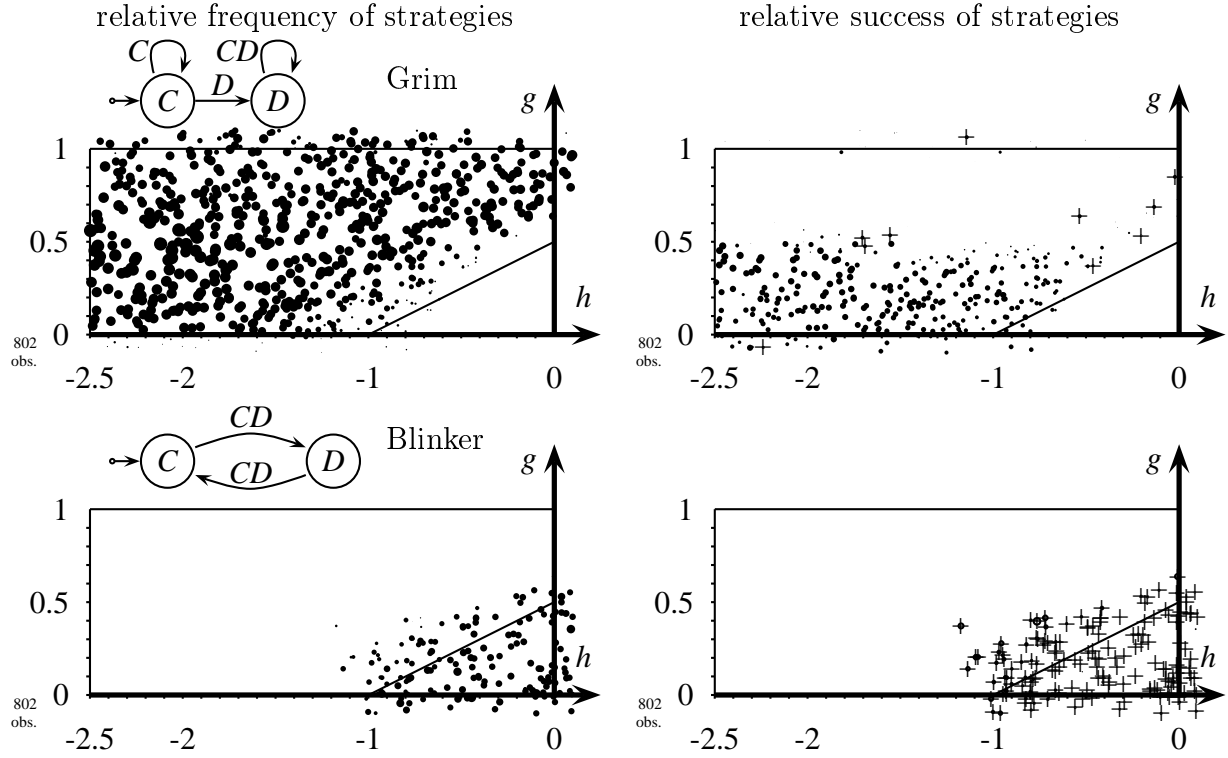 relative frequency of strategies
relative success of strategies
C
CD
D
C
D
Grim
g
g
1
1
0.5
0.5
h
h
0
0
802
obs.
802
obs.
-2.5 -2 -1 0
-2.5 -2 -1 0
CD
C
D
CD
Blinker
g
g
1
1
0.5
0.5
h
h
0
0
802
obs.
802
obs.
-2.5 -2 -1 0
-2.5 -2 -1 0